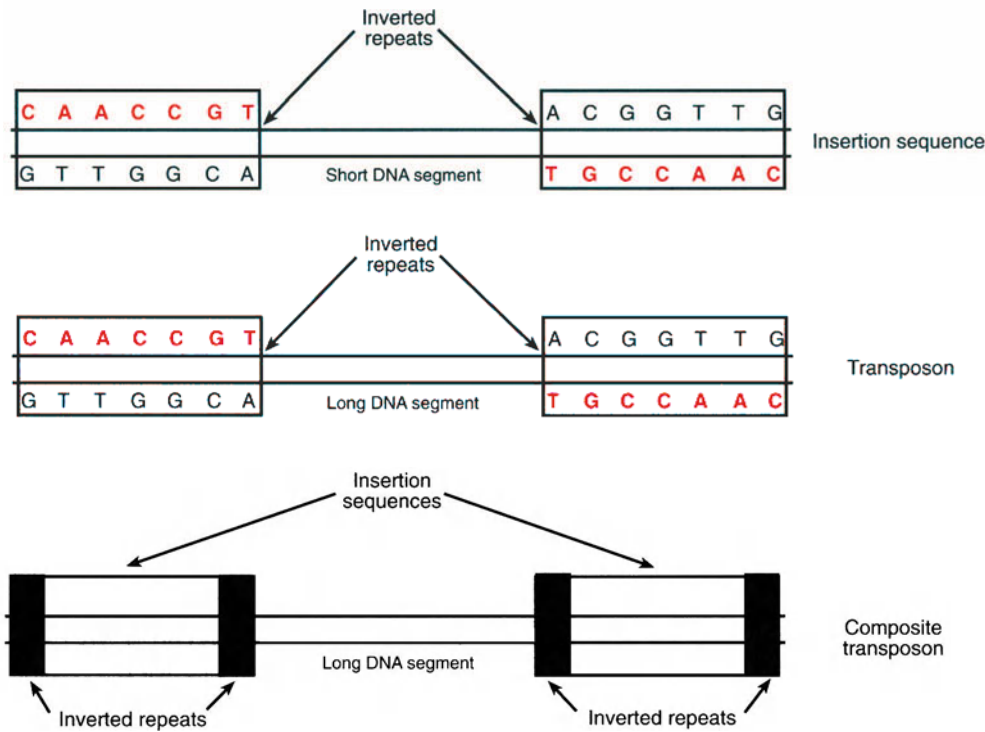 Inverted
repeats
C A A C C G T
A C G G T T G
Insertion sequence
G T T G G C A
Short DNA segment
T G C C A A C
Inverted
repeats
C A A C C G T
A C G G T T G
Transposon
G T T G G C A
Long DNA segment
T G C C A A C
Insertion
sequences
Composite
transposon
Long DNA segment
Inverted repeats
Inverted repeats